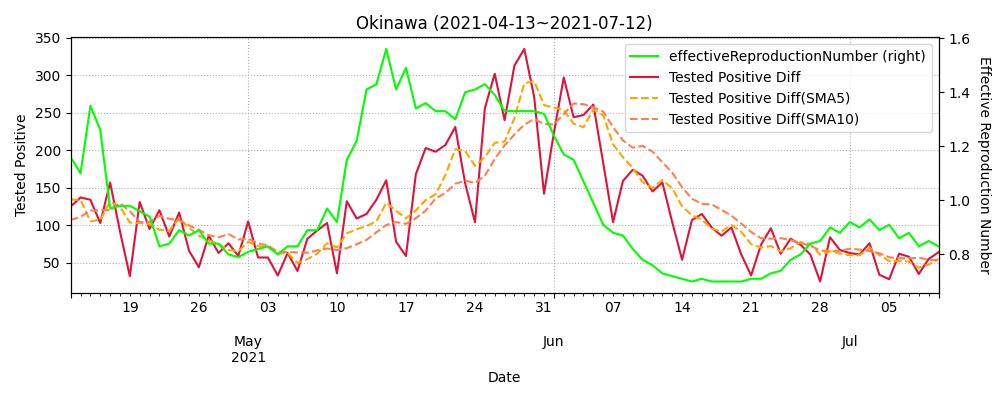 Okinawa (2021-04-13~2021-07-12)
effectiveReproductionNumber (right)
Tested Positive Diff
Tested Positive Diff(SMA5)
Tested Positive Diff(SMA10)
350
300
250
200
150
100
50
Tested Positive
1.6
1.4
1.2
1.0
0.8
Effective Reproduction Number
19 26 03 10 17 24 31 07 14 21 28 05
May Jun Jul
2021
Date